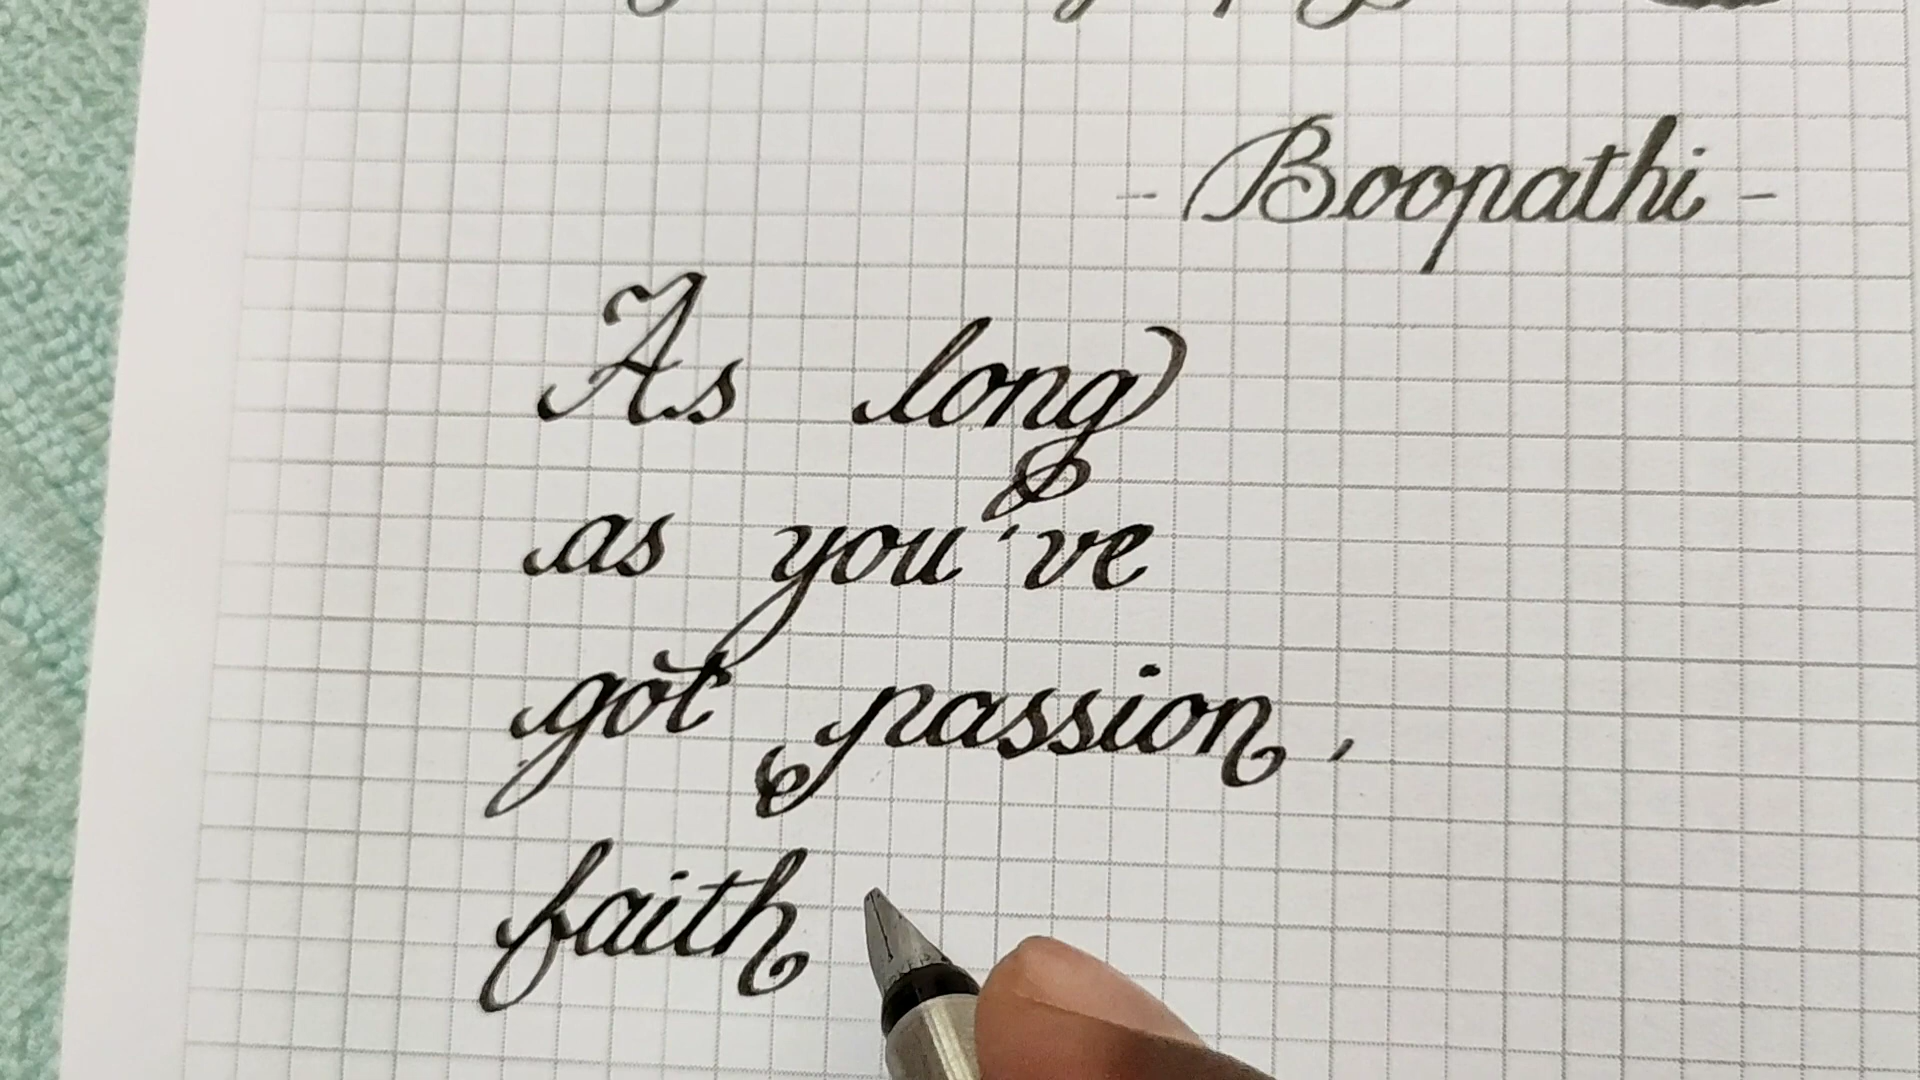 - Boopathi -
As long
as you've
got passion,
faith